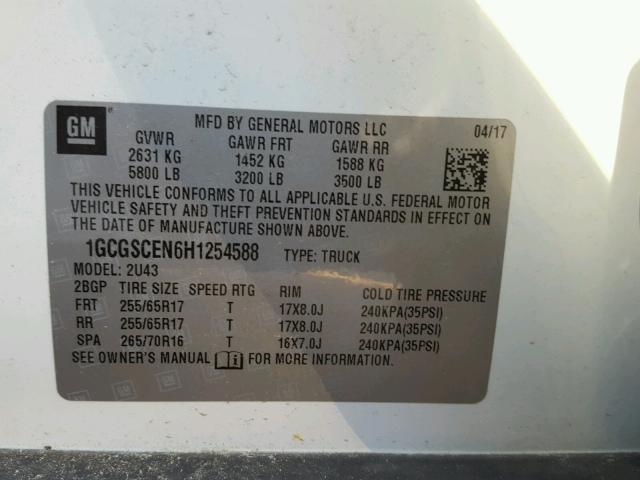 GM
MFD BY GENERAL MOTORS LLC 04/17
GVWR GAWR FRT GAWR RR
2631 KG 1452 KG 1588 KG
5800 LB 3200 LB 3500 LB
THIS VEHICLE CONFORMS TO ALL APPLICABLE U.S. FEDERAL MOTOR
VEHICLE SAFETY AND THEFT PREVENTION STANDARDS IN EFFECT ON
THE DATE OF MANUFACTURE SHOWN ABOVE.
1GCGSCEN6H1254588 TYPE: TRUCK
MODEL: 2U43
2BGP TIRE SIZE SPEED RTG RIM COLD TIRE PRESSURE
FRT 255/65R17 T 17X8.0J 240KPA(35PSI)
RR 255/65R17 T 17X8.0J 240KPA(35PSI)
SPA 265/70R16 T 16X7.0J 240KPA(35PSI)
SEE OWNER'S MANUAL FOR MORE INFORMATION.